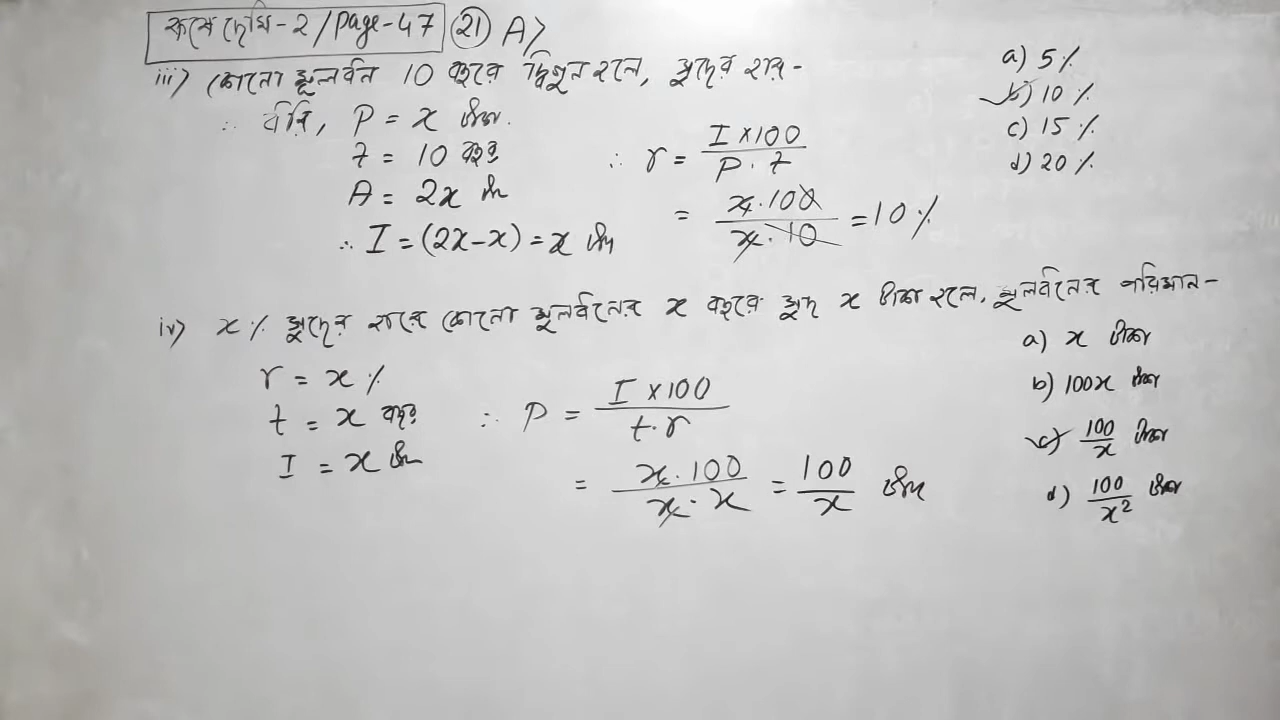 কষে দেখি-2/Page-47 (21) A>
iii> কোনো মূলধন 10 বছরে দ্বিগুন হলে, সুদের হার- a) 5%
∴ ধরি, P = x টাকা. b) 10%
t = 10 বছর ∴ r = (I×100)/(P.t) c) 15%
A = 2x টাকা d) 20%
∴ I = (2x-x) = x টাকা = (x.100)/(x.10) = 10%
iv> x% সুদের হারে কোনো মূলধনের x বছরে সুদ x টাকা হলে, মূলধনের পরিমান-
a) x টাকা
r = x% b) 100x টাকা
t = x বছর ∴ P = (I×100)/(t.r) c) 100/x টাকা
I = x টাকা = (x.100)/(x.x) = 100/x টাকা d) 100/x² টাকা